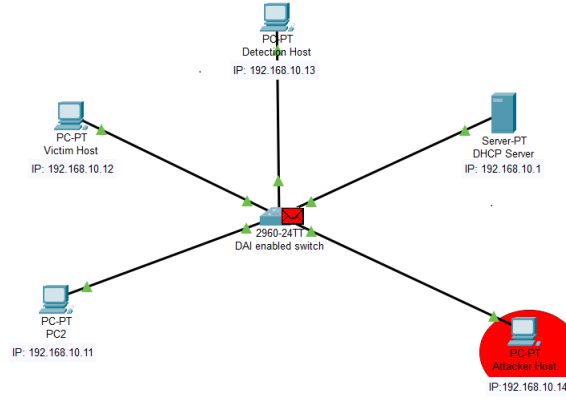 PC-PT
Detection Host
IP: 192.168.10.13
PC-PT
Victim Host
IP: 192.168.10.12
Server-PT
DHCP Server
IP: 192.168.10.1
2960-24TT
DAI enabled switch
PC-PT
PC2
IP: 192.168.10.11
PC-PT
Attacker Host
IP:192.168.10.14